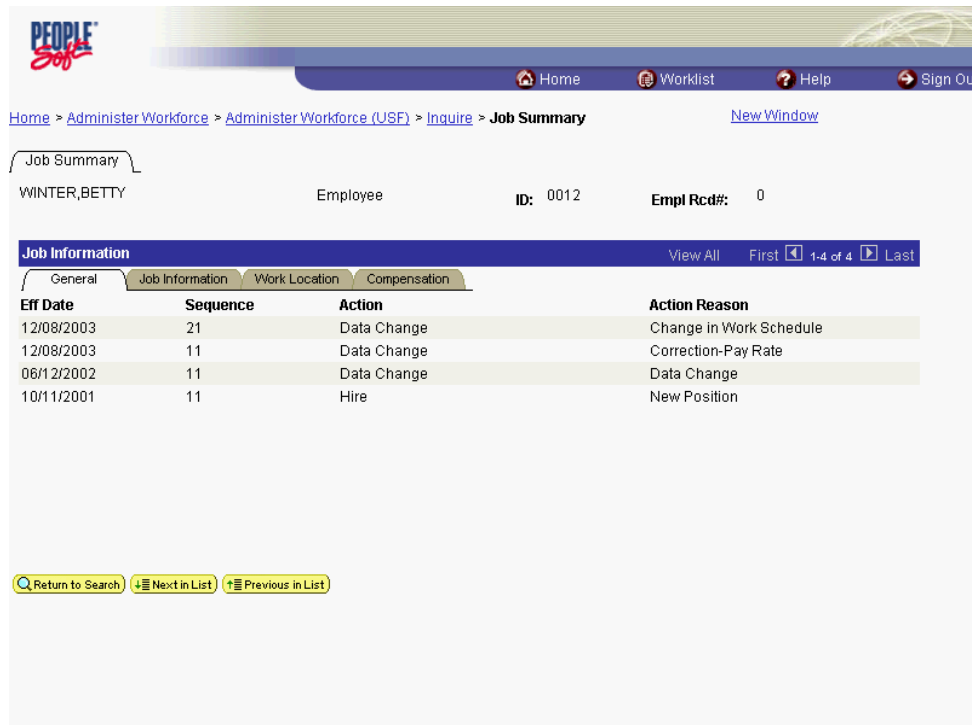 PEOPLE
Soft
Home Worklist Help Sign Ou
Home > Administer Workforce > Administer Workforce (USF) > Inquire > Job Summary New Window
Job Summary
WINTER,BETTY Employee ID: 0012 Empl Rcd#: 0
Job Information View All First 1-4 of 4 Last
General Job Information Work Location Compensation
Eff Date Sequence Action Action Reason
12/08/2003 21 Data Change Change in Work Schedule
12/08/2003 11 Data Change Correction-Pay Rate
06/12/2002 11 Data Change Data Change
10/11/2001 11 Hire New Position
Return to Search Next in List Previous in List